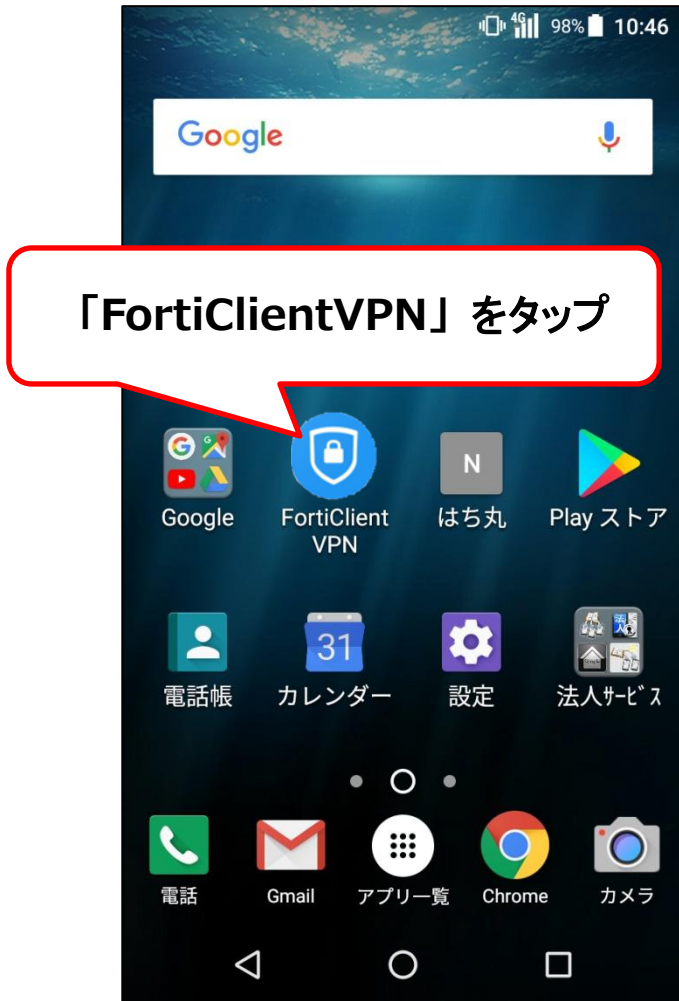 4G 98% 10:46
Google
「FortiClientVPN」をタップ
N
Google FortiClient はち丸 Play ストア
VPN
31
電話帳 カレンダー 設定 法人ｻｰﾋﾞｽ
電話 Gmail アプリ一覧 Chrome カメラ